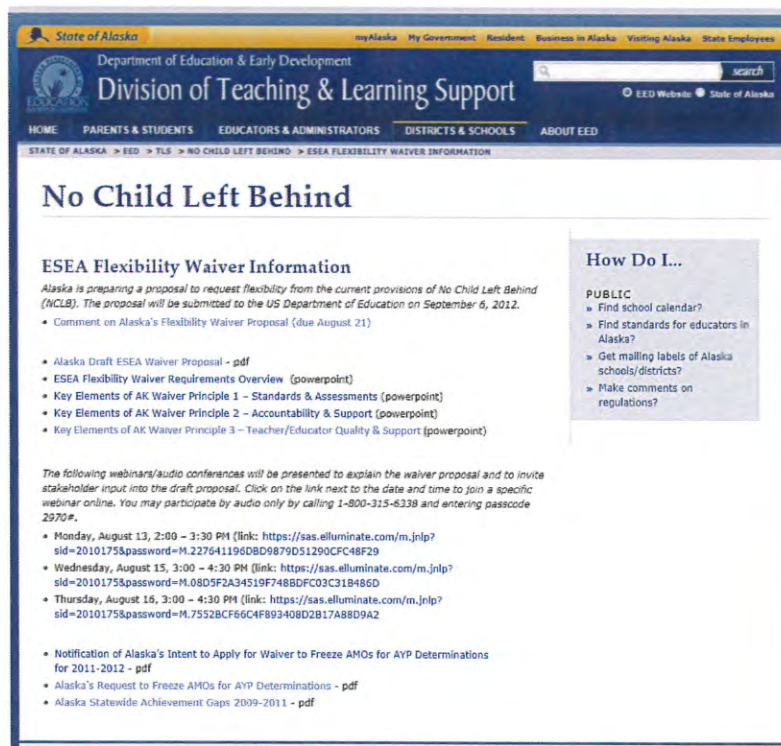 State of Alaska
myAlaska My Government Resident Business in Alaska Visiting Alaska State Employees
Department of Education & Early Development
Division of Teaching & Learning Support
search
EED Website State of Alaska
EDUCATION
HOME PARENTS & STUDENTS EDUCATORS & ADMINISTRATORS DISTRICTS & SCHOOLS ABOUT EED
STATE OF ALASKA > EED > TLS > NO CHILD LEFT BEHIND > ESEA FLEXIBILITY WAIVER INFORMATION
No Child Left Behind
ESEA Flexibility Waiver Information
Alaska is preparing a proposal to request flexibility from the current provisions of No Child Left Behind
(NCLB). The proposal will be submitted to the US Department of Education on September 6, 2012.
• Comment on Alaska's Flexibility Waiver Proposal (due August 21)
• Alaska Draft ESEA Waiver Proposal - pdf
• ESEA Flexibility Waiver Requirements Overview (powerpoint)
• Key Elements of AK Waiver Principle 1 – Standards & Assessments (powerpoint)
• Key Elements of AK Waiver Principle 2 – Accountability & Support (powerpoint)
• Key Elements of AK Waiver Principle 3 – Teacher/Educator Quality & Support (powerpoint)
The following webinars/audio conferences will be presented to explain the waiver proposal and to invite
stakeholder input into the draft proposal. Click on the link next to the date and time to join a specific
webinar online. You may participate by audio only by calling 1-800-315-6338 and entering passcode
2970#.
• Monday, August 13, 2:00 – 3:30 PM (link: https://sas.elluminate.com/m.jnlp?
sid=2010175&password=M.227641196DBD9879D51290CFC48F29
• Wednesday, August 15, 3:00 – 4:30 PM (link: https://sas.elluminate.com/m.jnlp?
sid=2010175&password=M.08D5F2A34519F748BDFC03C31B486D
• Thursday, August 16, 3:00 – 4:30 PM (link: https://sas.elluminate.com/m.jnlp?
sid=2010175&password=M.7552BCF66C4F893408D2B17A88D9A2
• Notification of Alaska's Intent to Apply for Waiver to Freeze AMOs for AYP Determinations
for 2011-2012 - pdf
• Alaska's Request to Freeze AMOs for AYP Determinations - pdf
• Alaska Statewide Achievement Gaps 2009-2011 - pdf
How Do I...
PUBLIC
» Find school calendar?
» Find standards for educators in
Alaska?
» Get mailing labels of Alaska
schools/districts?
» Make comments on
regulations?